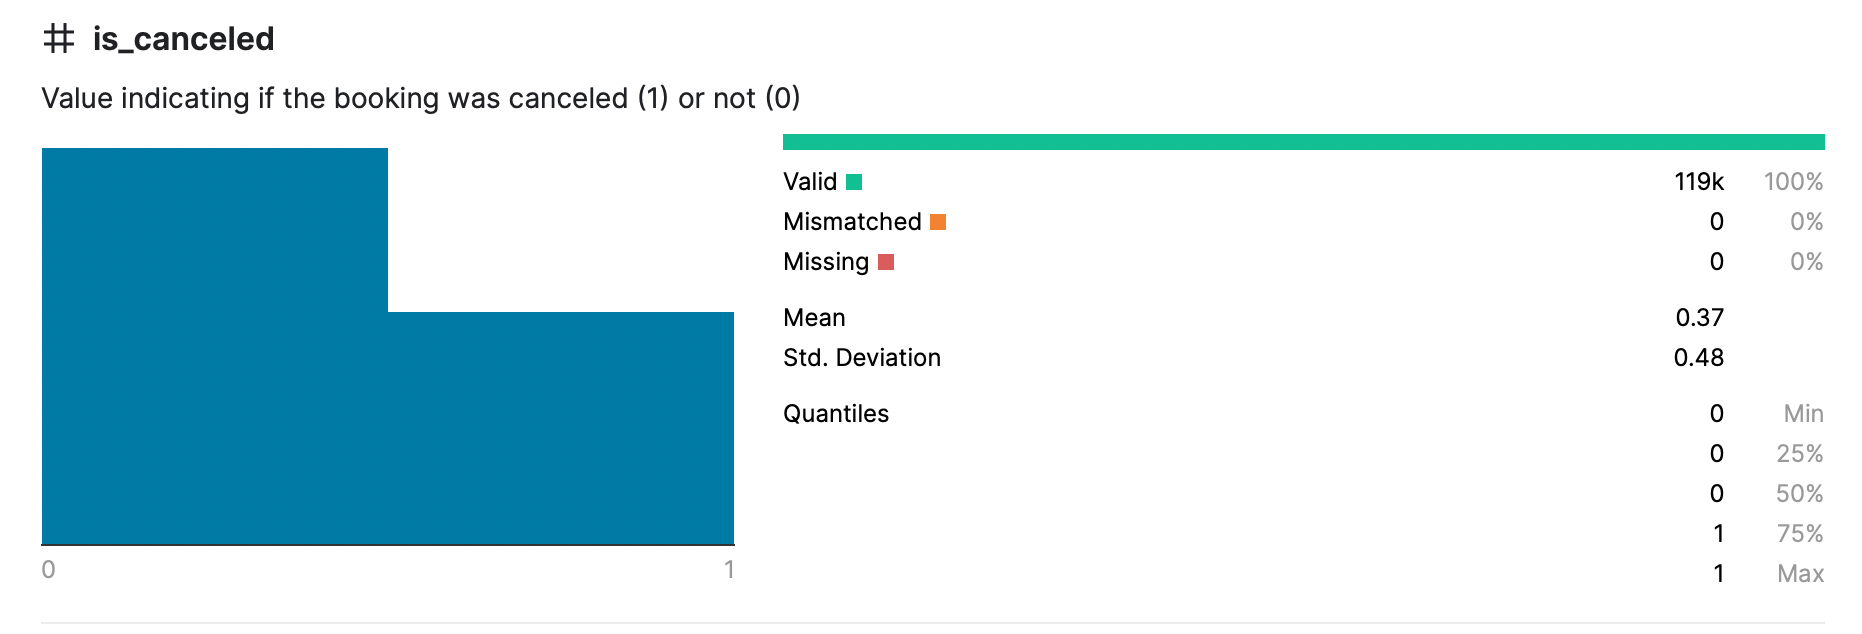 # is_canceled
Value indicating if the booking was canceled (1) or not (0)
0 1
Valid 119k 100%
Mismatched 0 0%
Missing 0 0%
Mean 0.37
Std. Deviation 0.48
Quantiles 0 Min
0 25%
0 50%
1 75%
1 Max